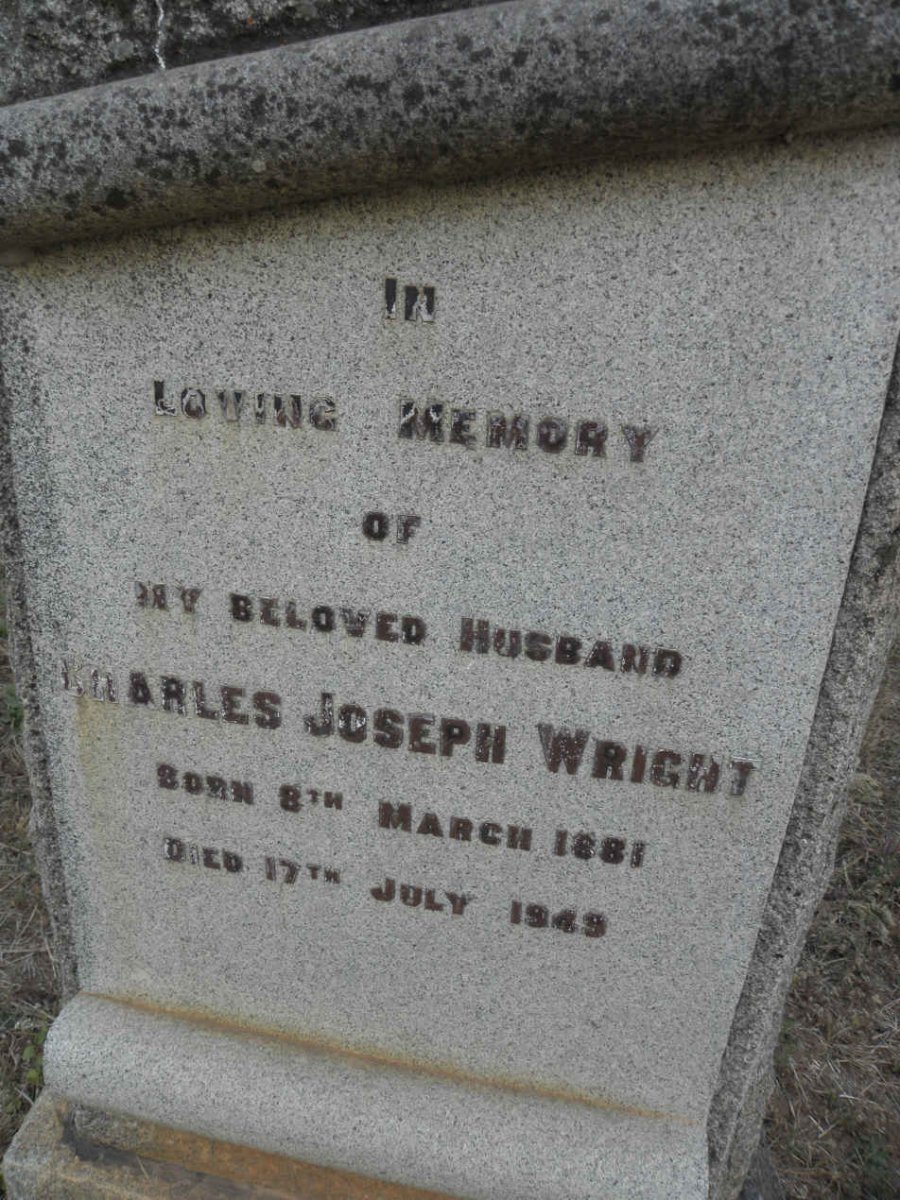 In
Loving Memory
of
My beloved Husband
Charles Joseph Wright
Born 8th March 1881
Died 17th July 1949